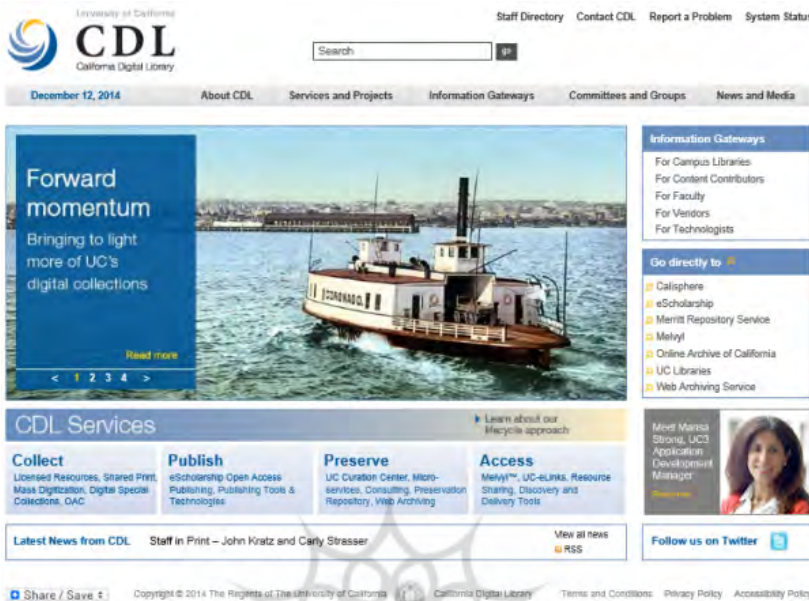 University of California
CDL
California Digital Library
Staff Directory Contact CDL Report a Problem System Status
Search go
December 12, 2014 About CDL Services and Projects Information Gateways Committees and Groups News and Media
Forward
momentum
Bringing to light
more of UC's
digital collections
Read more
< 1 2 3 4 >
CORONADO.
Information Gateways
For Campus Libraries
For Content Contributors
For Faculty
For Vendors
For Technologists
Go directly to
Calisphere
eScholarship
Merritt Repository Service
Melvyl
Online Archive of California
UC Libraries
Web Archiving Service
CDL Services
Learn about our
lifecycle approach
Collect
Licensed Resources, Shared Print,
Mass Digitization, Digital Special
Collections, OAC
Publish
eScholarship Open Access
Publishing, Publishing Tools &
Technologies
Preserve
UC Curation Center, Micro-
services, Consulting, Preservation
Repository, Web Archiving
Access
Melvyl™, UC-eLinks, Resource
Sharing, Discovery and
Delivery Tools
Meet Marisa
Strong, UC3
Application
Development
Manager
Read more
Latest News from CDL Staff in Print – John Kratz and Carly Strasser
View all news
RSS
Follow us on Twitter
Share / Save
Copyright © 2014 The Regents of The University of California California Digital Library Terms and Conditions Privacy Policy Accessibility Policy